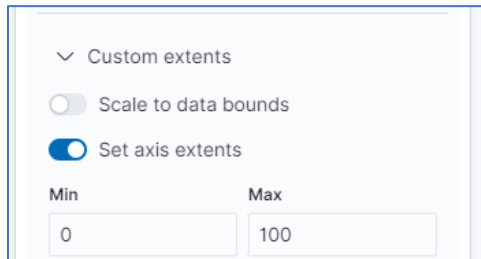 Custom extents
Scale to data bounds
Set axis extents
Min Max
0 100